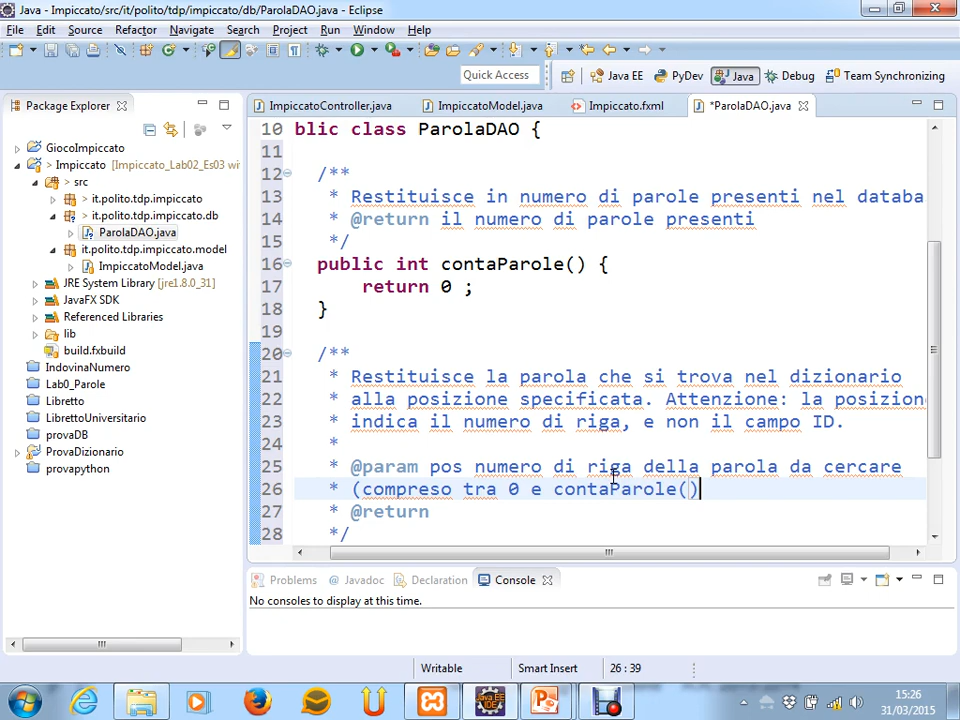 Java - Impiccato/src/it/polito/tdp/impiccato/db/ParolaDAO.java - Eclipse
File Edit Source Refactor Navigate Search Project Run Window Help
Quick Access Java EE PyDev Java Debug Team Synchronizing
Package Explorer
GiocoImpiccato
> Impiccato [Impiccato_Lab02_Es03 wi
> src
> it.polito.tdp.impiccato
> it.polito.tdp.impiccato.db
ParolaDAO.java
it.polito.tdp.impiccato.model
ImpiccatoModel.java
JRE System Library [jre1.8.0_31]
JavaFX SDK
Referenced Libraries
lib
build.fxbuild
IndovinaNumero
Lab0_Parole
Libretto
LibrettoUniversitario
provaDB
ProvaDizionario
provapython
ImpiccatoController.java ImpiccatoModel.java Impiccato.fxml *ParolaDAO.java
10 blic class ParolaDAO {
11
12 /**
13 * Restituisce in numero di parole presenti nel databa
14 * @return il numero di parole presenti
15 */
16 public int contaParole() {
17 return 0 ;
18 }
19
20 /**
21 * Restituisce la parola che si trova nel dizionario
22 * alla posizione specificata. Attenzione: la posizion
23 * indica il numero di riga, e non il campo ID.
24 *
25 * @param pos numero di riga della parola da cercare
26 * (compreso tra 0 e contaParole()
27 * @return
28 */
Problems @ Javadoc Declaration Console
No consoles to display at this time.
Writable Smart Insert 26 : 39
15:26
31/03/2015